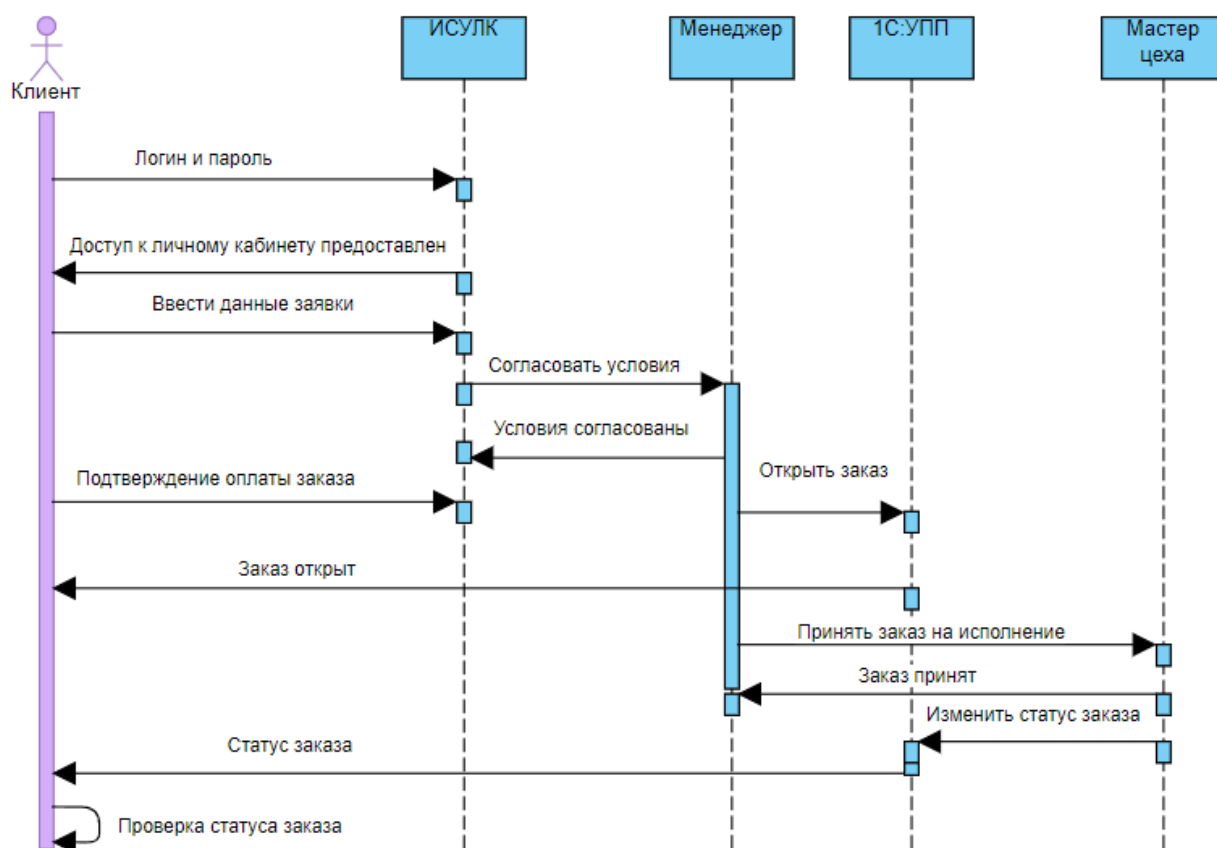 ИСУЛК
Менеджер
1С:УПП
Мастер
цеха
Клиент
Логин и пароль
Доступ к личному кабинету предоставлен
Ввести данные заявки
Согласовать условия
Условия согласованы
Подтверждение оплаты заказа
Открыть заказ
Заказ открыт
Принять заказ на исполнение
Заказ принят
Изменить статус заказа
Статус заказа
Проверка статуса заказа